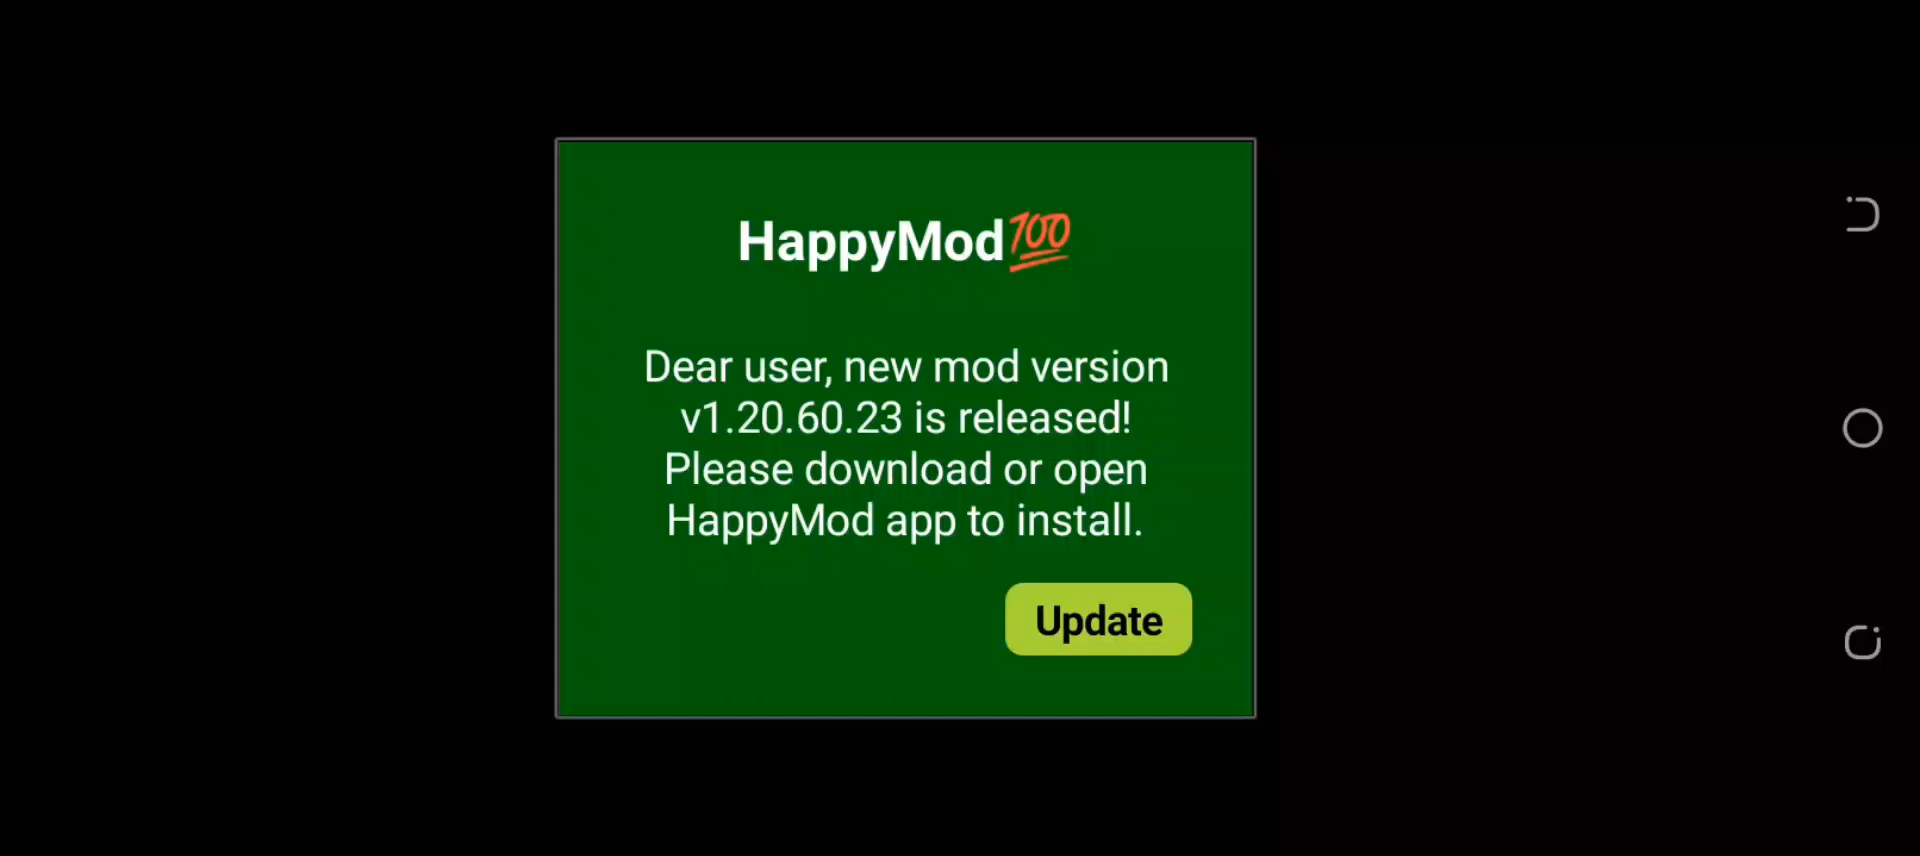 HappyMod💯
Dear user, new mod version
v1.20.60.23 is released!
Please download or open
HappyMod app to install.
Update